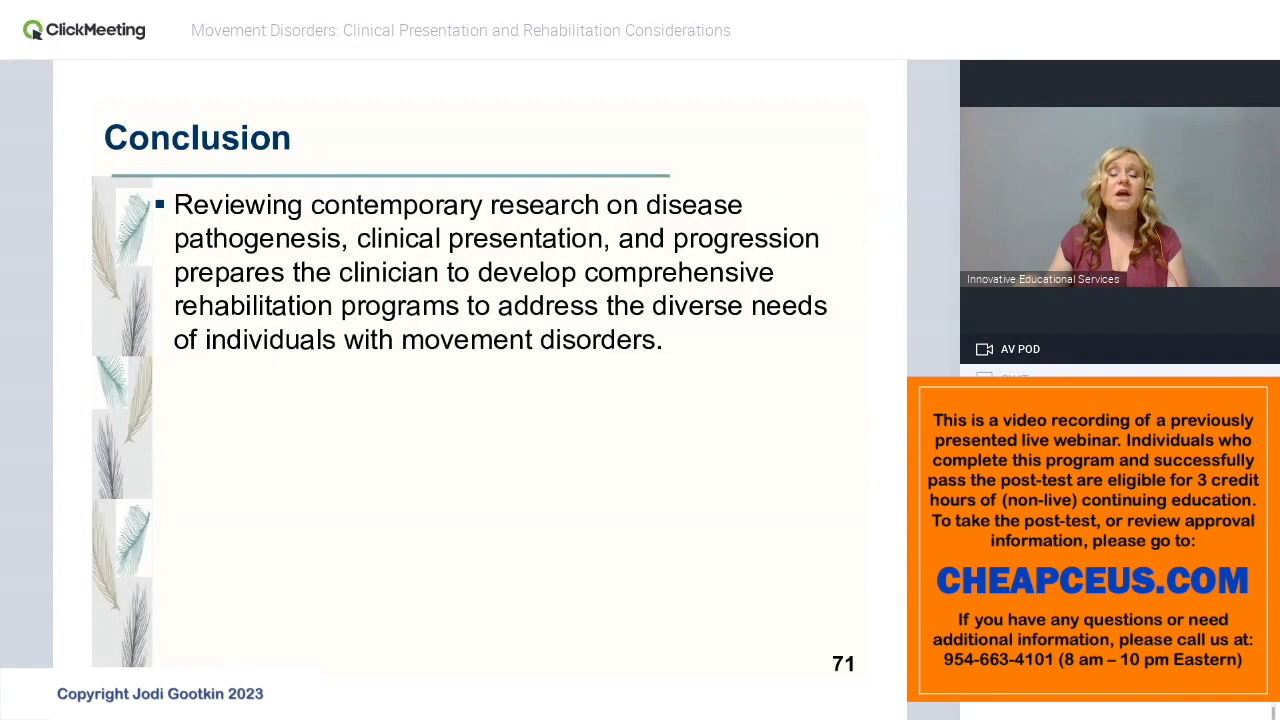 ClickMeeting
Movement Disorders: Clinical Presentation and Rehabilitation Considerations
Conclusion
Reviewing contemporary research on disease
pathogenesis, clinical presentation, and progression
prepares the clinician to develop comprehensive
rehabilitation programs to address the diverse needs
of individuals with movement disorders.
71
Copyright Jodi Gootkin 2023
Innovative Educational Services
AV POD
This is a video recording of a previously
presented live webinar. Individuals who
complete this program and successfully
pass the post-test are eligible for 3 credit
hours of (non-live) continuing education.
To take the post-test, or review approval
information, please go to:
CHEAPCEUS.COM
If you have any questions or need
additional information, please call us at:
954-663-4101 (8 am – 10 pm Eastern)